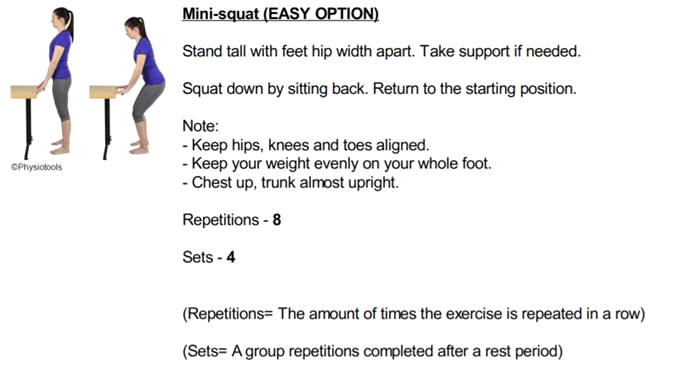 Mini-squat (EASY OPTION)
Stand tall with feet hip width apart. Take support if needed.
Squat down by sitting back. Return to the starting position.
Note:
- Keep hips, knees and toes aligned.
- Keep your weight evenly on your whole foot.
- Chest up, trunk almost upright.
©Physiotools
Repetitions - 8
Sets - 4
(Repetitions= The amount of times the exercise is repeated in a row)
(Sets= A group repetitions completed after a rest period)